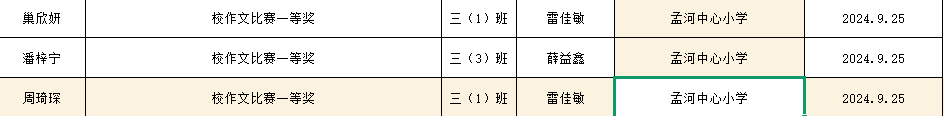 巢欣妍 校作文比赛一等奖 三（1）班 雷佳敏 孟河中心小学 2024.9.25
潘梓宁 校作文比赛一等奖 三（3）班 薛益鑫 孟河中心小学 2024.9.25
周琦琛 校作文比赛一等奖 三（1）班 雷佳敏 孟河中心小学 2024.9.25